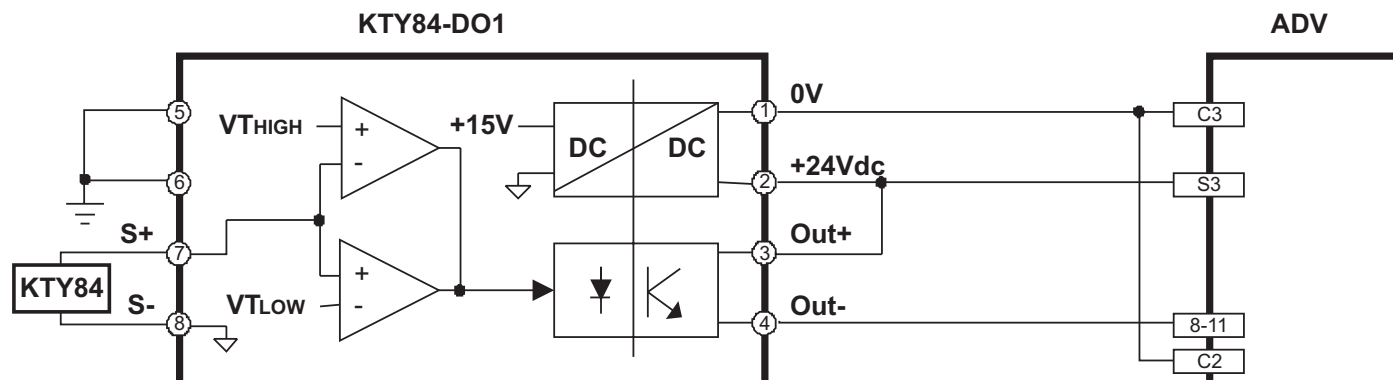 KTY84-DO1
ADV
5
VTHIGH
+
-
+15V
DC
DC
1
0V
C3
6
2
+24Vdc
S3
S+
7
KTY84
S-
8
+
VTLOW
-
3
Out+
4
Out-
8-11
C2